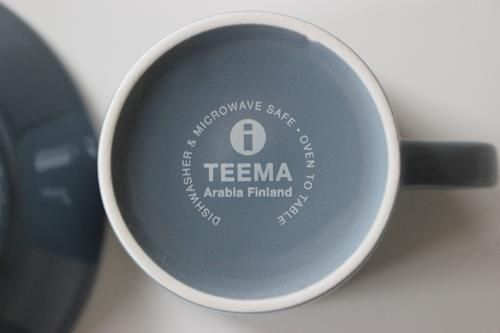 DISHWASHER & MICROWAVE SAFE • OVEN TO TABLE
i
TEEMA
Arabia Finland